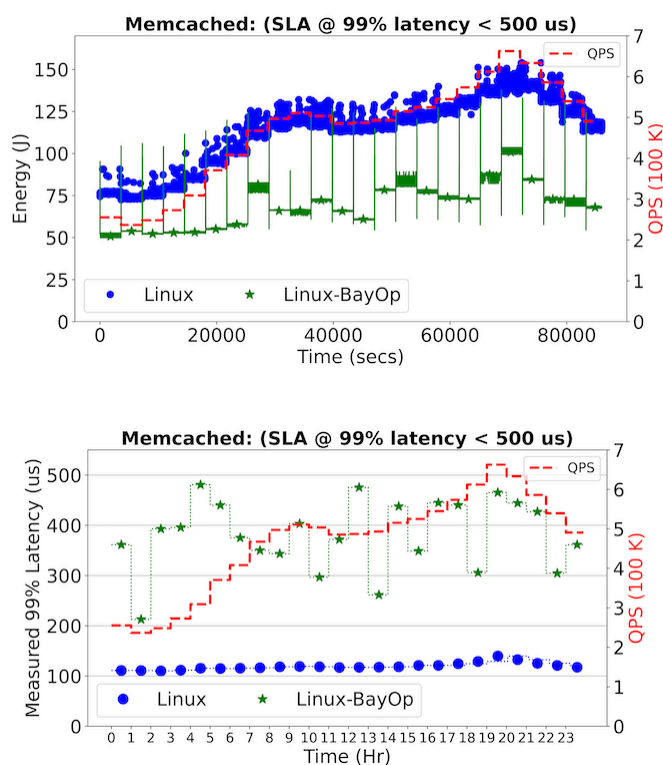 Memcached: (SLA @ 99% latency < 500 us)
150
125
100
75
50
25
0
Energy (J)
7
6
5
4
3
2
1
0
QPS (100 K)
QPS
Linux
Linux-BayOp
0 20000 40000 60000 80000
Time (secs)
Memcached: (SLA @ 99% latency < 500 us)
500
400
300
200
100
0
Measured 99% Latency (us)
7
6
5
4
3
2
1
0
QPS (100 K)
QPS
Linux
Linux-BayOp
0 1 2 3 4 5 6 7 8 9 10 11 12 13 14 15 16 17 18 19 20 21 22 23
Time (Hr)